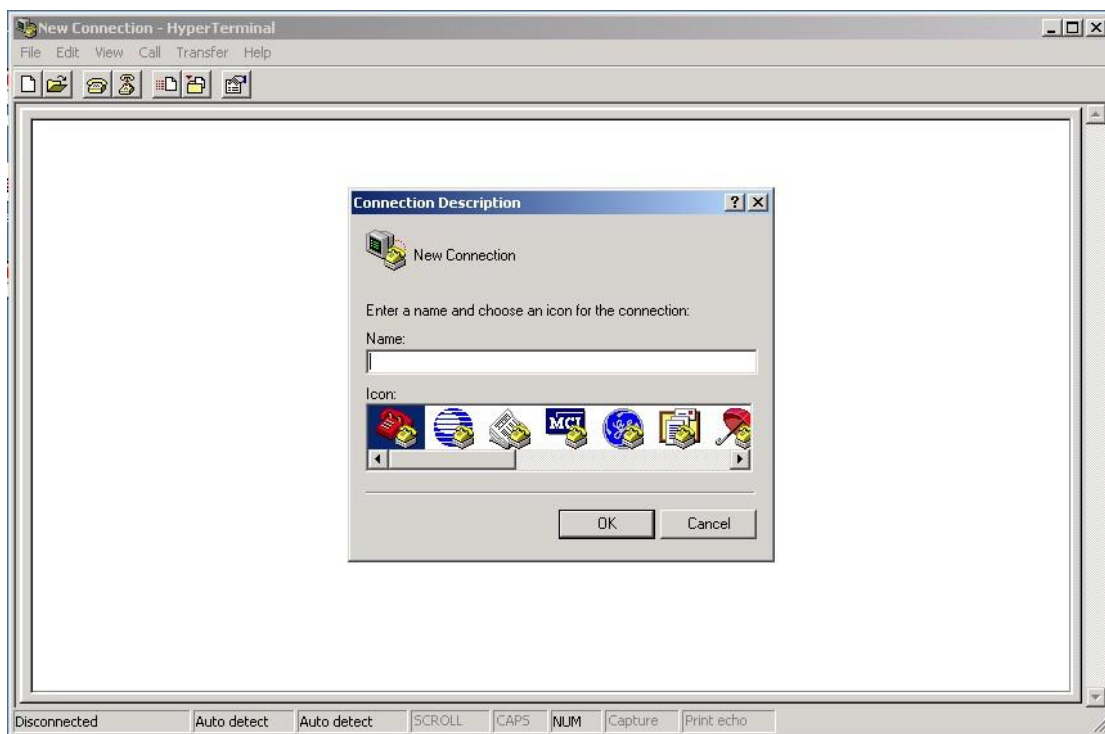 New Connection - HyperTerminal
File Edit View Call Transfer Help
Connection Description
New Connection
Enter a name and choose an icon for the connection:
Name:
Icon:
MCI
OK Cancel
Disconnected Auto detect Auto detect SCROLL CAPS NUM Capture Print echo